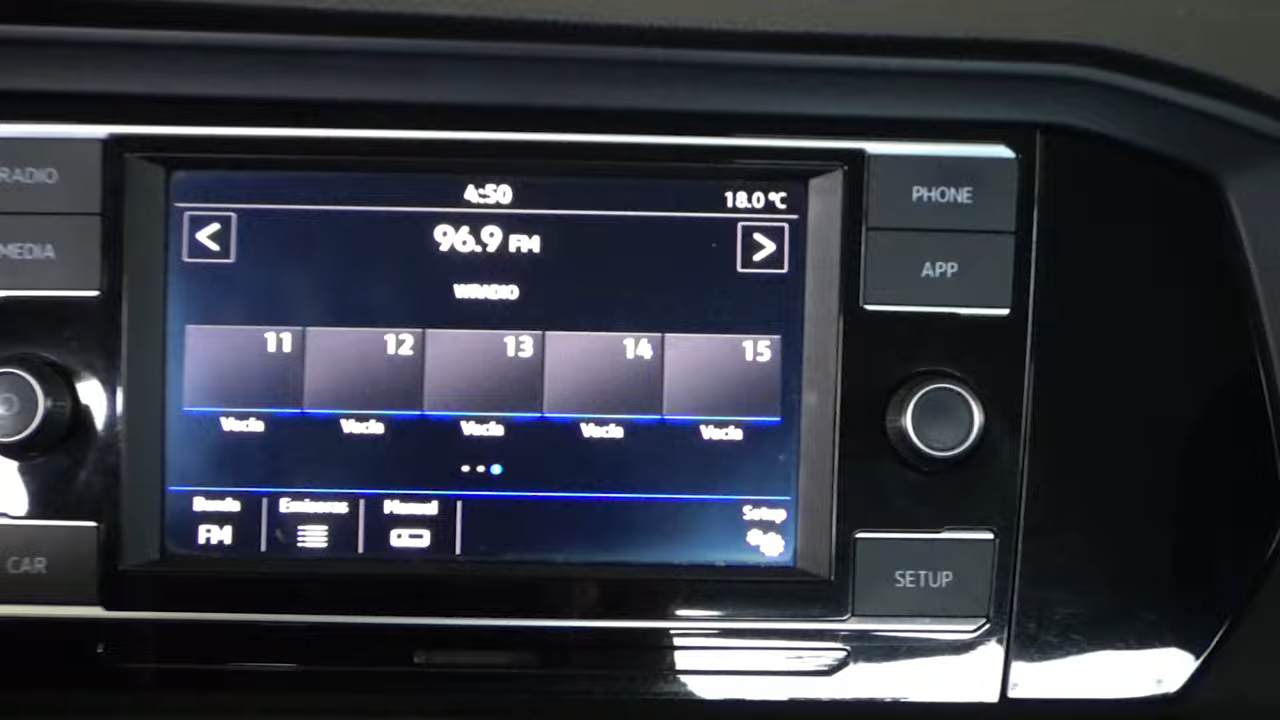 RADIO
MEDIA
CAR
4:50
18.0°C
<
96.9 FM
>
WRADIO
11 12 13 14 15
Vacía Vacía Vacía Vacía Vacía
Banda Emisoras Manual Setup
FM
PHONE
APP
SETUP